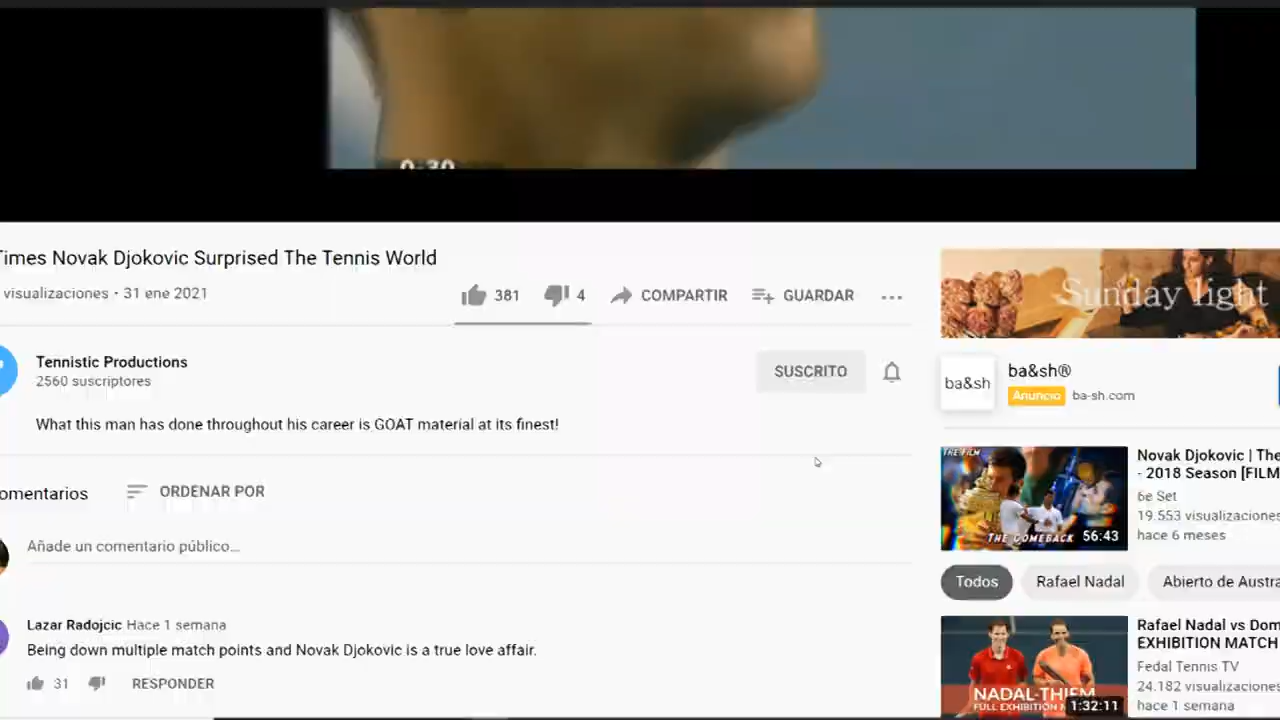 0:30
Times Novak Djokovic Surprised The Tennis World
visualizaciones • 31 ene 2021
381
4
COMPARTIR
GUARDAR
Tennistic Productions
2560 suscriptores
SUSCRITO
What this man has done throughout his career is GOAT material at its finest!
omentarios
ORDENAR POR
Añade un comentario público...
Lazar Radojcic Hace 1 semana
Being down multiple match points and Novak Djokovic is a true love affair.
31
RESPONDER
Sunday light
ba&sh
ba&sh®
Anuncio ba-sh.com
THE FILM
THE COMEBACK
56:43
Novak Djokovic | The
- 2018 Season [FILM
6e Set
19.553 visualizaciones
hace 6 meses
Todos
Rafael Nadal
Abierto de Austra
NADAL-THIEM
FULL EXHIBITION M
1:32:11
Rafael Nadal vs Dom
EXHIBITION MATCH
Fedal Tennis TV
24.182 visualizaciones
hace 1 semana